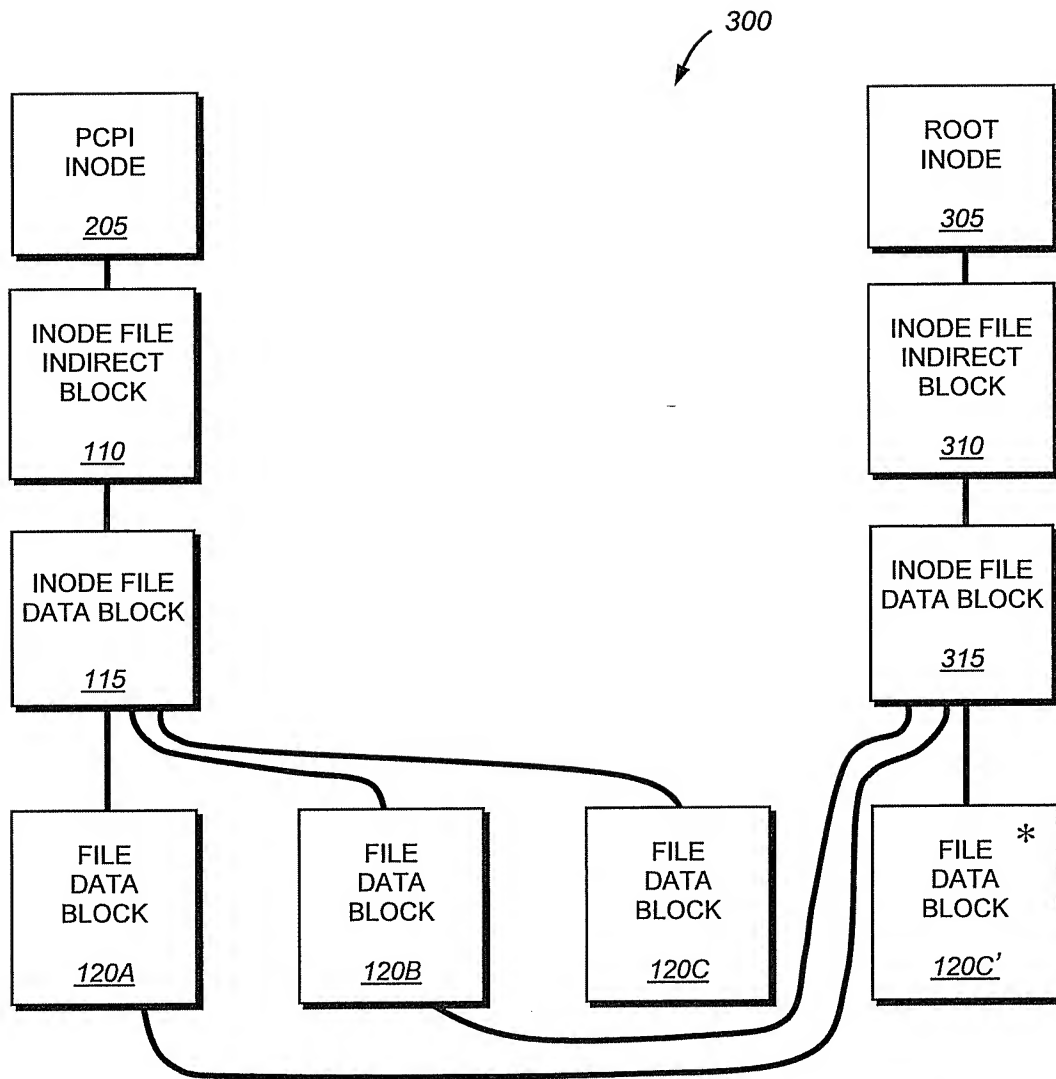 300
PCPI
INODE
205
ROOT
INODE
305
INODE FILE
INDIRECT
BLOCK
110
INODE FILE
INDIRECT
BLOCK
310
INODE FILE
DATA BLOCK
115
INODE FILE
DATA BLOCK
315
FILE
DATA
BLOCK
120A
FILE
DATA
BLOCK
120B
FILE
DATA
BLOCK
120C
FILE *
DATA
BLOCK
120C'